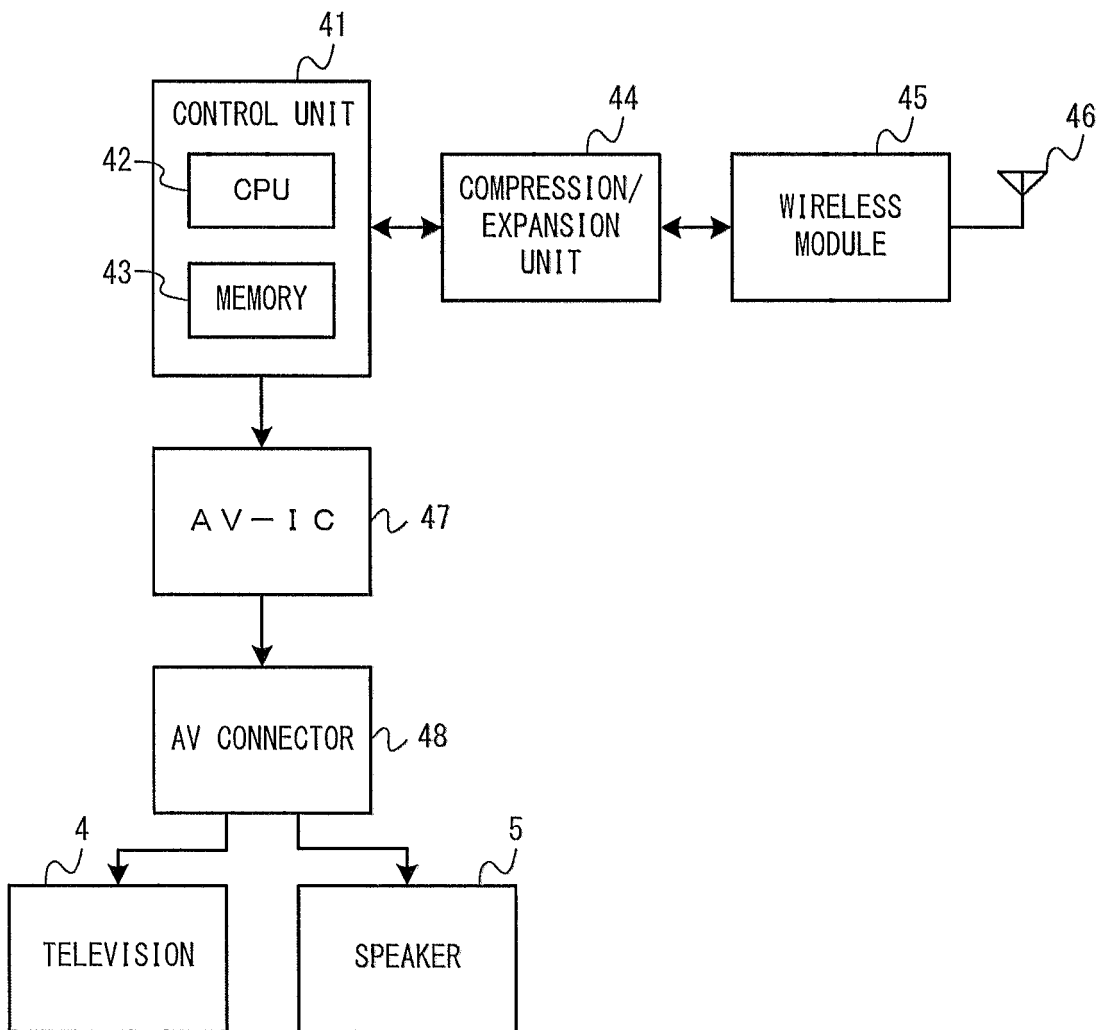 41
CONTROL UNIT
42
CPU
43
MEMORY
44
COMPRESSION/
EXPANSION
UNIT
45
WIRELESS
MODULE
46
AV-IC
47
AV CONNECTOR
48
4
TELEVISION
5
SPEAKER